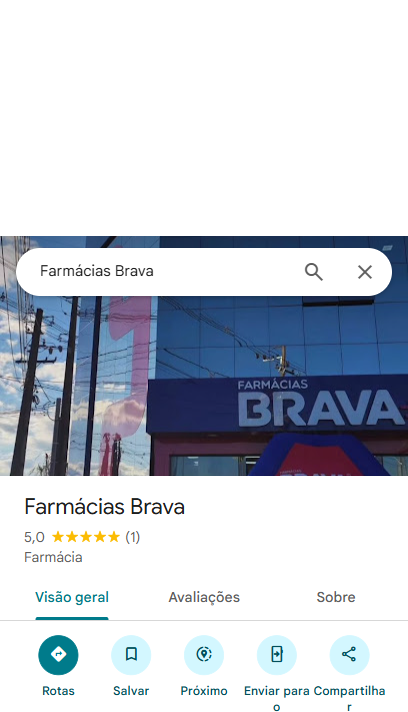 Farmácias Brava
FARMÁCIAS
BRAVA
Farmácias Brava
5,0 (1)
Farmácia
Visão geral
Avaliações
Sobre
Rotas
Salvar
Próximo
Enviar para o
Compartilhar